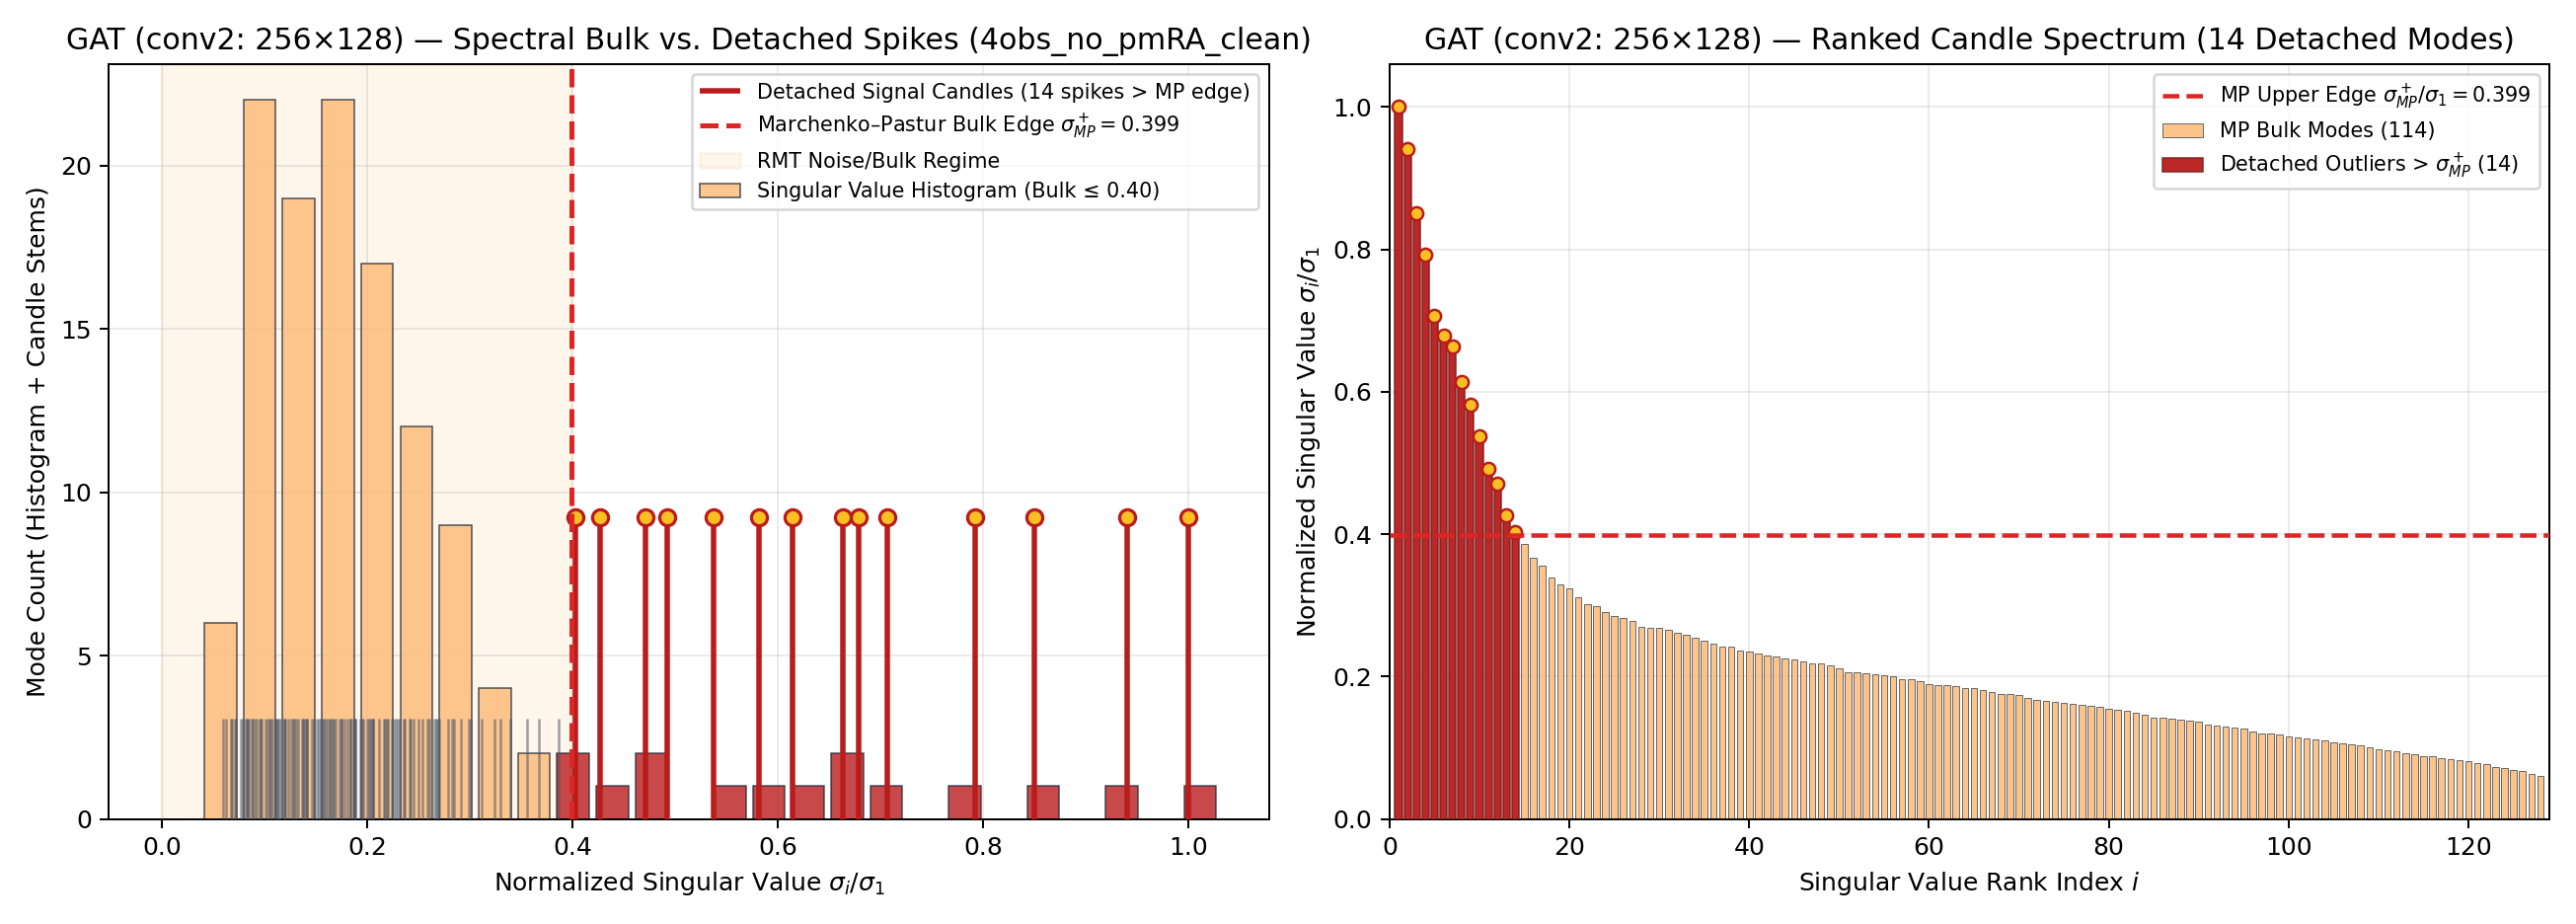 GAT (conv2: 256×128) — Spectral Bulk vs. Detached Spikes (4obs_no_pmRA_clean)
Mode Count (Histogram + Candle Stems)
20
15
10
5
0
Detached Signal Candles (14 spikes > MP edge)
Marchenko–Pastur Bulk Edge σ⁺_MP = 0.399
RMT Noise/Bulk Regime
Singular Value Histogram (Bulk ≤ 0.40)
0.0 0.2 0.4 0.6 0.8 1.0
Normalized Singular Value σᵢ/σ₁
GAT (conv2: 256×128) — Ranked Candle Spectrum (14 Detached Modes)
Normalized Singular Value σᵢ/σ₁
1.0
0.8
0.6
0.4
0.2
0.0
MP Upper Edge σ⁺_MP/σ₁ = 0.399
MP Bulk Modes (114)
Detached Outliers > σ⁺_MP (14)
0 20 40 60 80 100 120
Singular Value Rank Index i